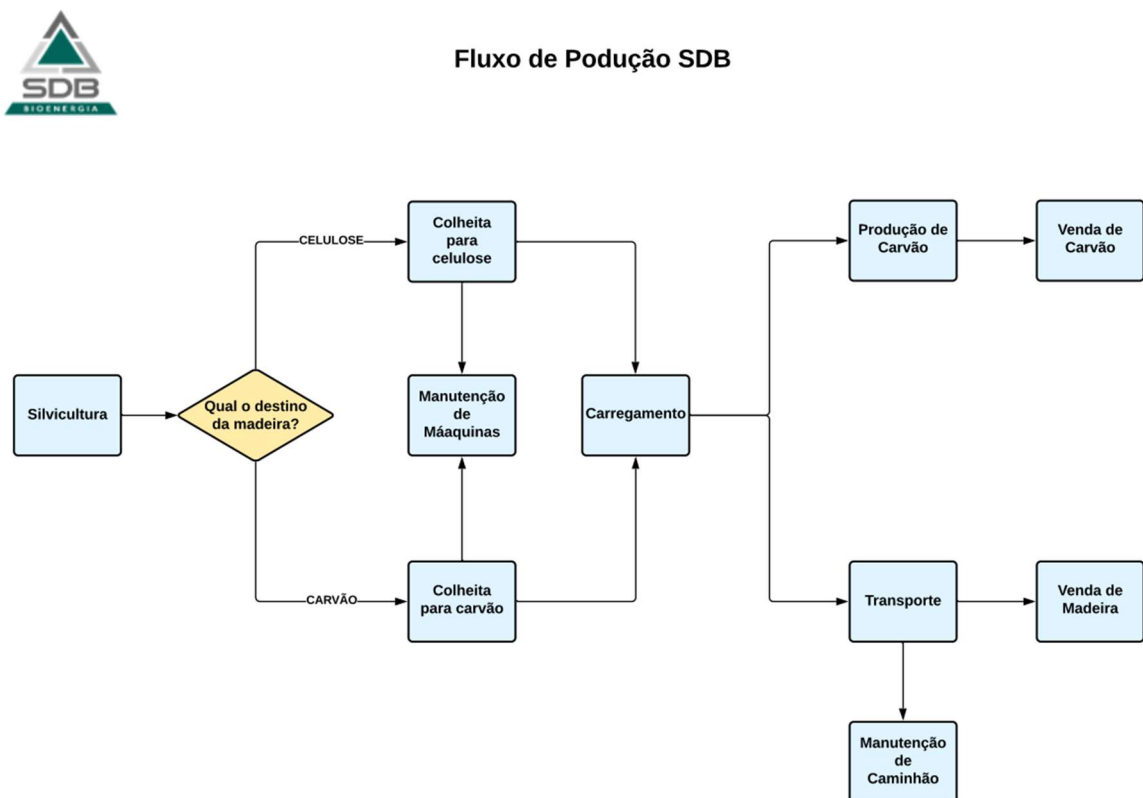 SDB
BIOENERGIA
Fluxo de Podução SDB
Silvicultura
Qual o destino
da madeira?
CELULOSE
CARVÃO
Colheita
para
celulose
Manutenção
de
Máaquinas
Colheita
para carvão
Carregamento
Produção de
Carvão
Venda de
Carvão
Transporte
Venda de
Madeira
Manutenção
de
Caminhão